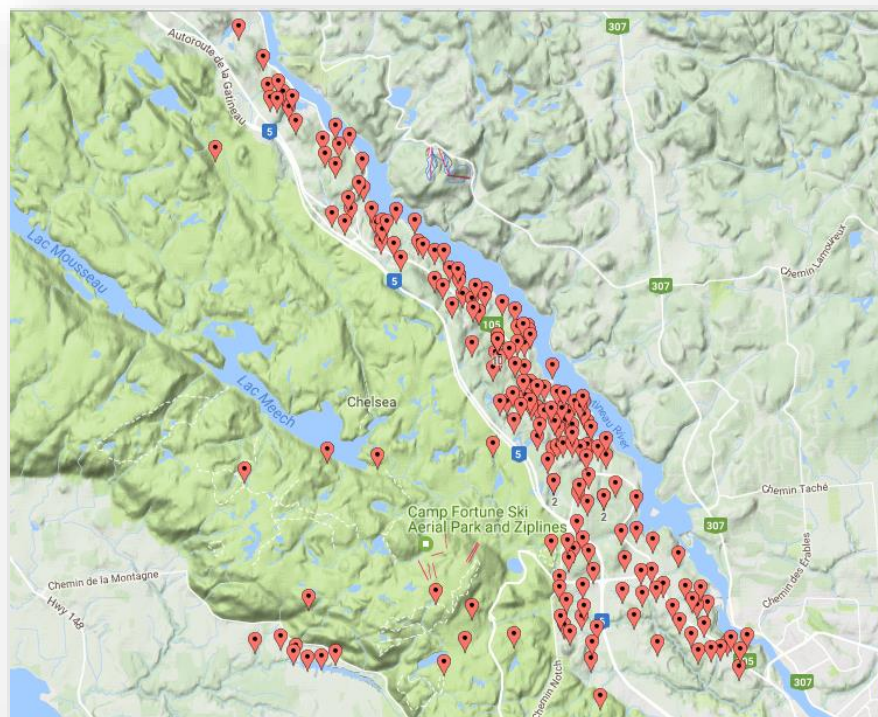 307
Autoroute de la Gatineau
5
Lac Mousseau
Chemin Lamoureux
307
5
105
Lac Meech
Chelsea
5
2
2
Chemin Taché
307
Camp Fortune Ski
Aerial Park and Ziplines
Chemin des Érables
Chemin de la Montagne
Hwy 148
5
Chemin Notch
307